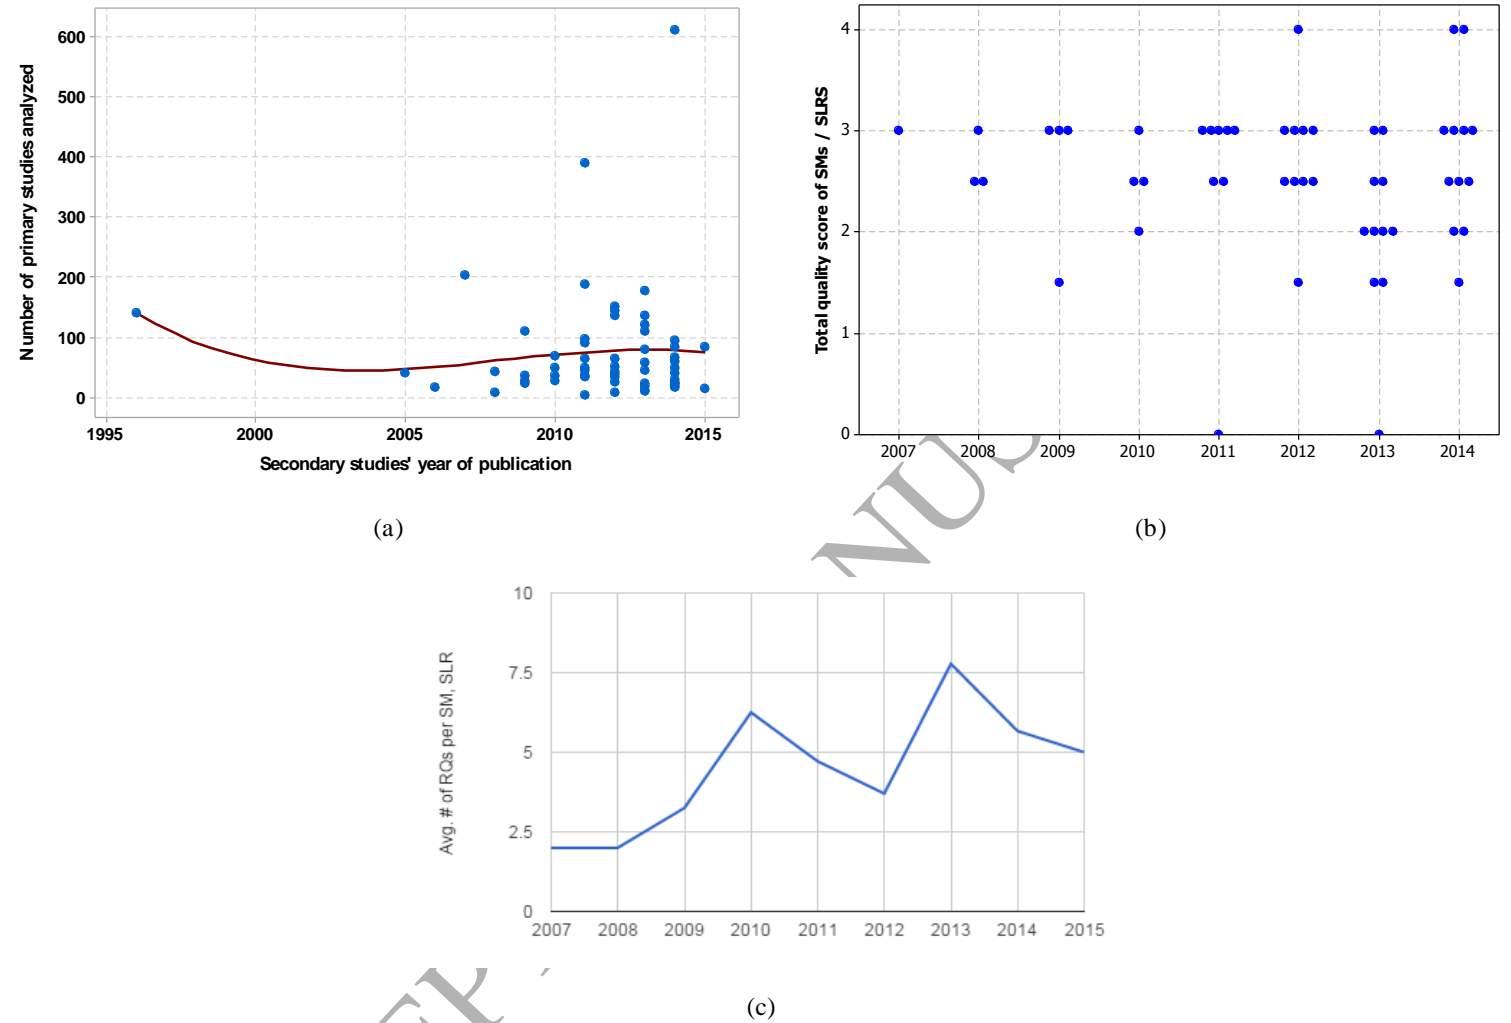 600
500
400
300
200
100
0
Number of primary studies analyzed
1995 2000 2005 2010 2015
Secondary studies' year of publication
(a)
4
3
2
1
0
Total quality score of SMs / SLRS
2007 2008 2009 2010 2011 2012 2013 2014
(b)
10
7.5
5
2.5
0
Avg. # of RQs per SM, SLR
2007 2008 2009 2010 2011 2012 2013 2014 2015
(c)